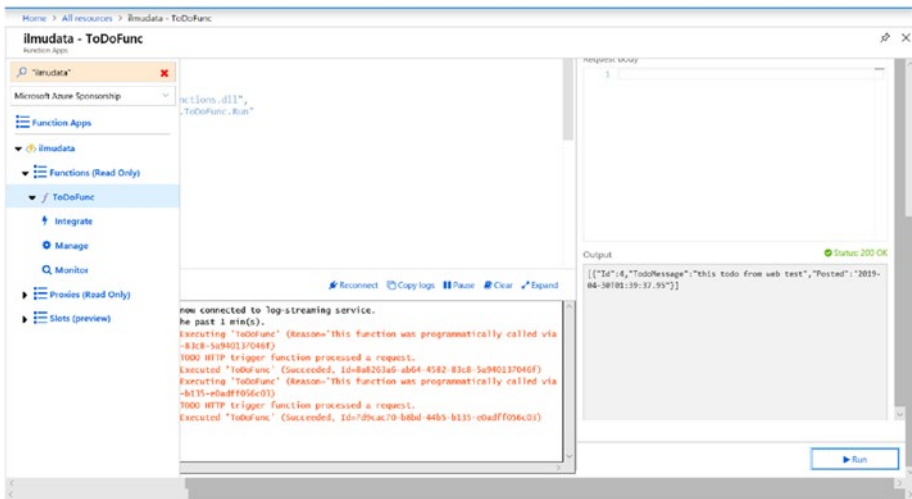 Home > All resources > ilmudata - ToDoFunc
ilmudata - ToDoFunc
Function Apps
"ilmudata"
Microsoft Azure Sponsorship
Function Apps
ilmudata
Functions (Read Only)
ToDoFunc
Integrate
Manage
Monitor
Proxies (Read Only)
Slots (preview)
nctions.dll",
.ToDoFunc.Run"
Reconnect Copy logs Pause Clear Expand
now connected to log-streaming service.
he past 1 min(s).
Executing 'ToDoFunc' (Reason='This function was programmatically called via
-83c8-5a940137046f)
TODO HTTP trigger function processed a request.
Executed 'ToDoFunc' (Succeeded, Id=8a8263a6-ab64-4582-83c8-5a940137046f)
Executing 'ToDoFunc' (Reason='This function was programmatically called via
-b135-e0adff056c03)
TODO HTTP trigger function processed a request.
Executed 'ToDoFunc' (Succeeded, Id=7d9cac70-b8bd-44b5-b135-e0adff056c03)
Request body
1
Output
Status: 200 OK
[{"Id":4,"TodoMessage":"this todo from web test","Posted":"2019-
04-30T01:39:37.95"}]
Run